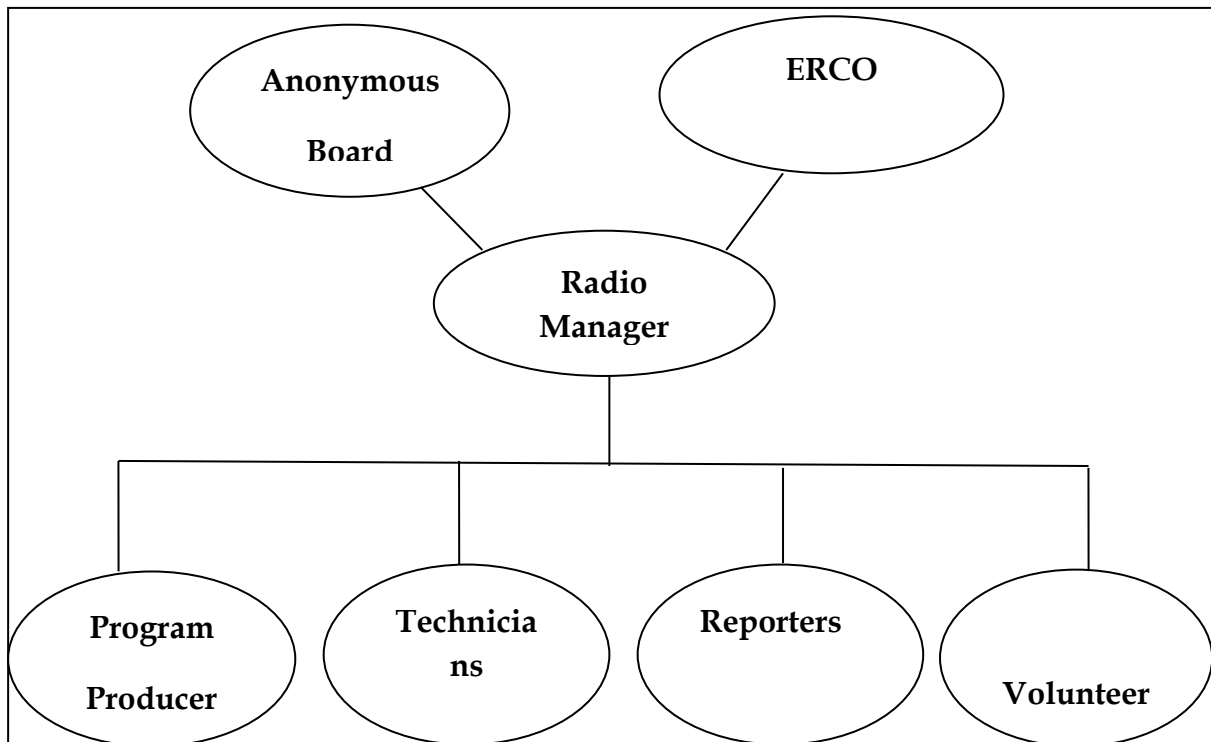 Anonymous
Board
ERCO
Radio
Manager
Program
Producer
Technicia
ns
Reporters
Volunteer